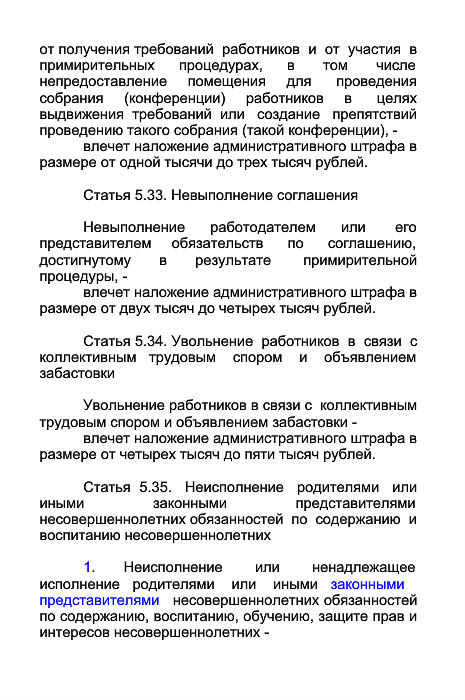 от получения требований работников и от участия в
примирительных процедурах, в том числе
непредоставление помещения для проведения
собрания (конференции) работников в целях
выдвижения требований или создание препятствий
проведению такого собрания (такой конференции), -
влечет наложение административного штрафа в
размере от одной тысячи до трех тысяч рублей.
Статья 5.33. Невыполнение соглашения
Невыполнение работодателем или его
представителем обязательств по соглашению,
достигнутому в результате примирительной
процедуры, -
влечет наложение административного штрафа в
размере от двух тысяч до четырех тысяч рублей.
Статья 5.34. Увольнение работников в связи с
коллективным трудовым спором и объявлением
забастовки
Увольнение работников в связи с коллективным
трудовым спором и объявлением забастовки -
влечет наложение административного штрафа в
размере от четырех тысяч до пяти тысяч рублей.
Статья 5.35. Неисполнение родителями или
иными законными представителями
несовершеннолетних обязанностей по содержанию и
воспитанию несовершеннолетних
1. Неисполнение или ненадлежащее
исполнение родителями или иными законными
представителями несовершеннолетних обязанностей
по содержанию, воспитанию, обучению, защите прав и
интересов несовершеннолетних -